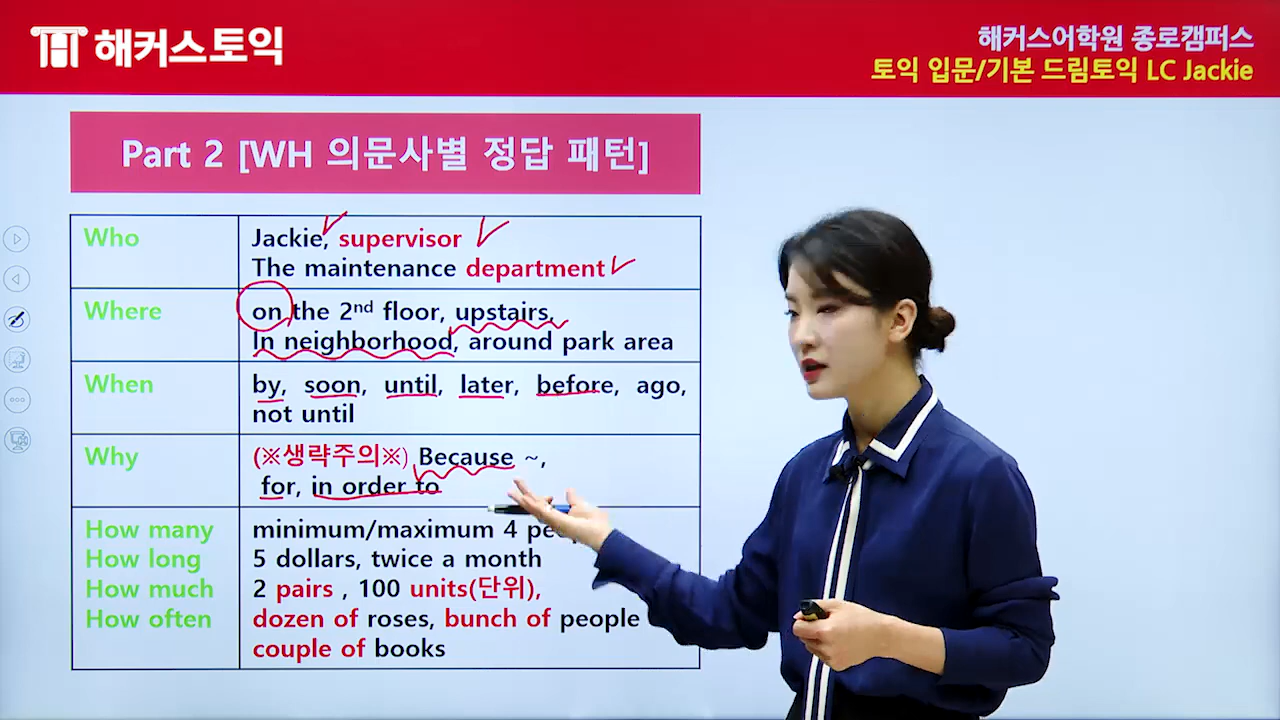 해커스토익
해커스어학원 종로캠퍼스
토익 입문/기본 드림토익 LC Jackie
Part 2 [WH 의문사별 정답 패턴]
Who
Jackie, supervisor
The maintenance department
Where
on the 2nd floor, upstairs,
In neighborhood, around park area
When
by, soon, until, later, before, ago,
not until
Why
(※생략주의※) Because ~,
for, in order to
How many
How long
How much
How often
minimum/maximum 4
5 dollars, twice a month
2 pairs , 100 units(단위),
dozen of roses, bunch of people
couple of books